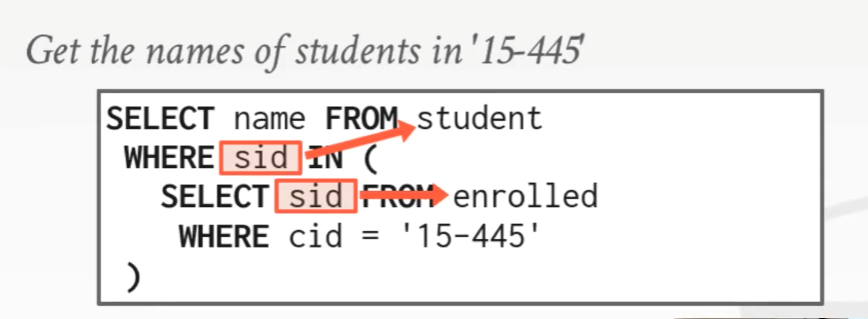 Get the names of students in '15-445'
SELECT name FROM student
WHERE sid IN (
SELECT sid FROM enrolled
WHERE cid = '15-445'
)